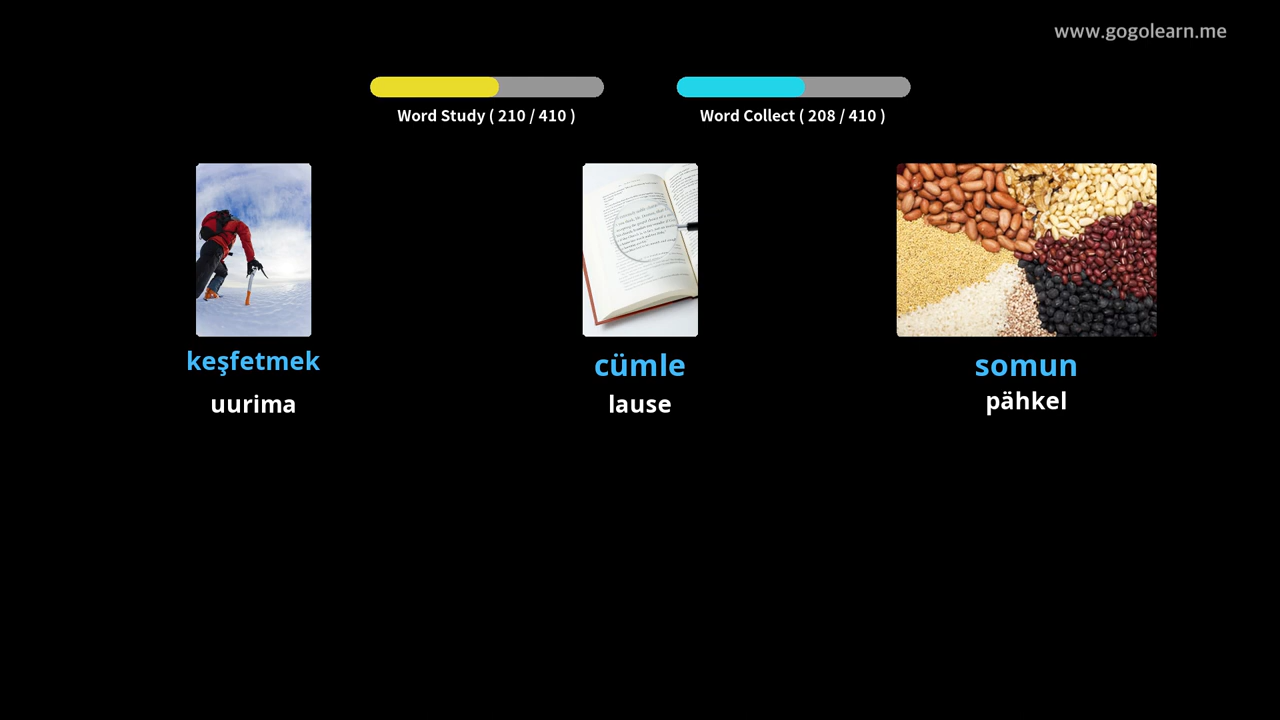 www.gogolearn.me
Word Study ( 210 / 410 )
Word Collect ( 208 / 410 )
keşfetmek
uurima
cümle
lause
somun
pähkel